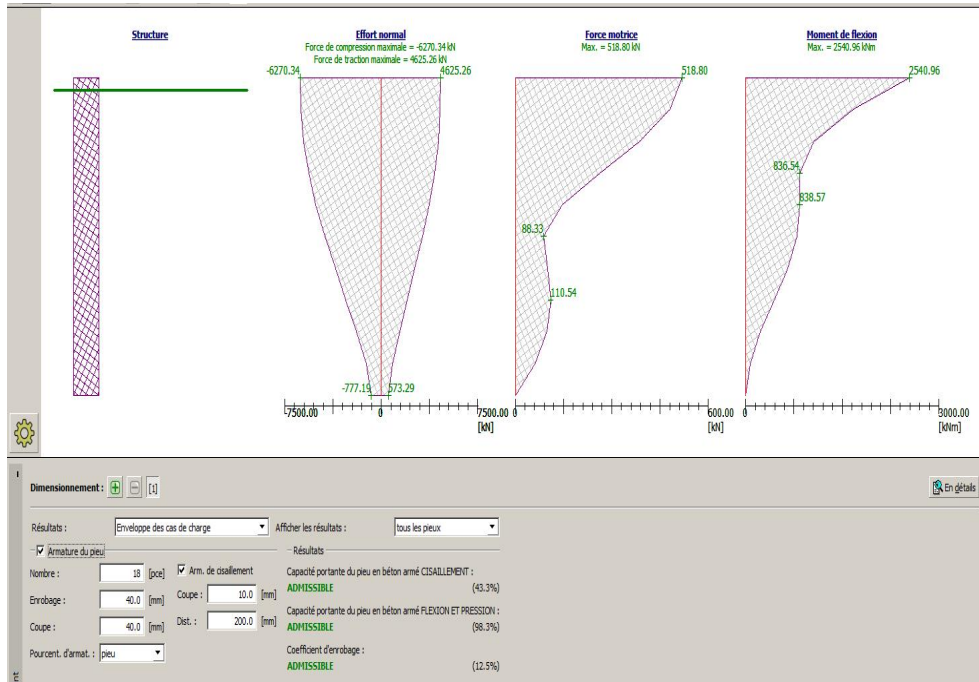 Structure
Effort normal
Force de compression maximale = -6270.34 kN
Force de traction maximale = 4625.26 kN
-6270.34
4625.26
-777.19
573.29
-7500.00
0
7500.00
[kN]
Force motrice
Max. = 518.80 kN
518.80
88.33
110.54
0
600.00
[kN]
Moment de flexion
Max. = 2540.96 kNm
2540.96
836.54
838.57
0
3000.00
[kNm]
Dimensionnement :
[1]
En détails
Résultats :
Enveloppe des cas de charge
Afficher les résultats :
tous les pieux
Armature du pieu
Nombre :
18 [pce]
Enrobage :
40.0 [mm]
Coupe :
40.0 [mm]
Pourcent. d'armat. :
pieu
Arm. de cisaillement
Coupe :
10.0 [mm]
Dist. :
200.0 [mm]
Résultats
Capacité portante du pieu en béton armé CISAILLEMENT :
ADMISSIBLE (43.3%)
Capacité portante du pieu en béton armé FLEXION ET PRESSION :
ADMISSIBLE (98.3%)
Coefficient d'enrobage :
ADMISSIBLE (12.5%)